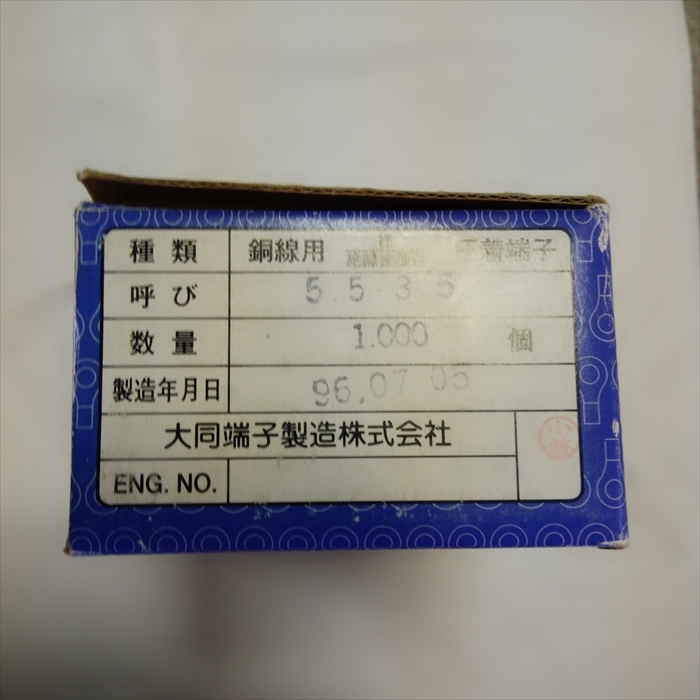 種類 銅線用 圧着端子
呼び 5.5-3.5
数量 1.000 個
製造年月日 96.07 05
大同端子製造株式会社
ENG. NO.